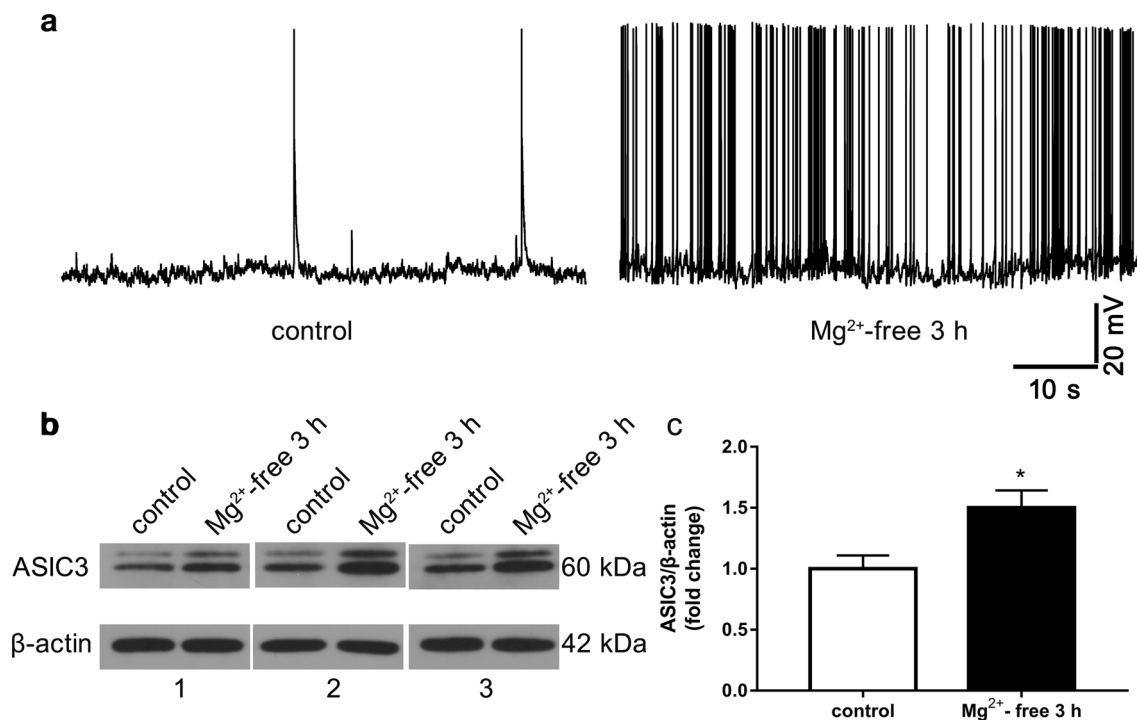 a
control
Mg²⁺-free 3 h
20 mV
10 s
b
control
Mg²⁺-free 3 h
control
Mg²⁺-free 3 h
control
Mg²⁺-free 3 h
ASIC3
60 kDa
β-actin
42 kDa
1
2
3
c
ASIC3/β-actin
(fold change)
2.0
1.5
1.0
0.5
0.0
*
control
Mg²⁺- free 3 h